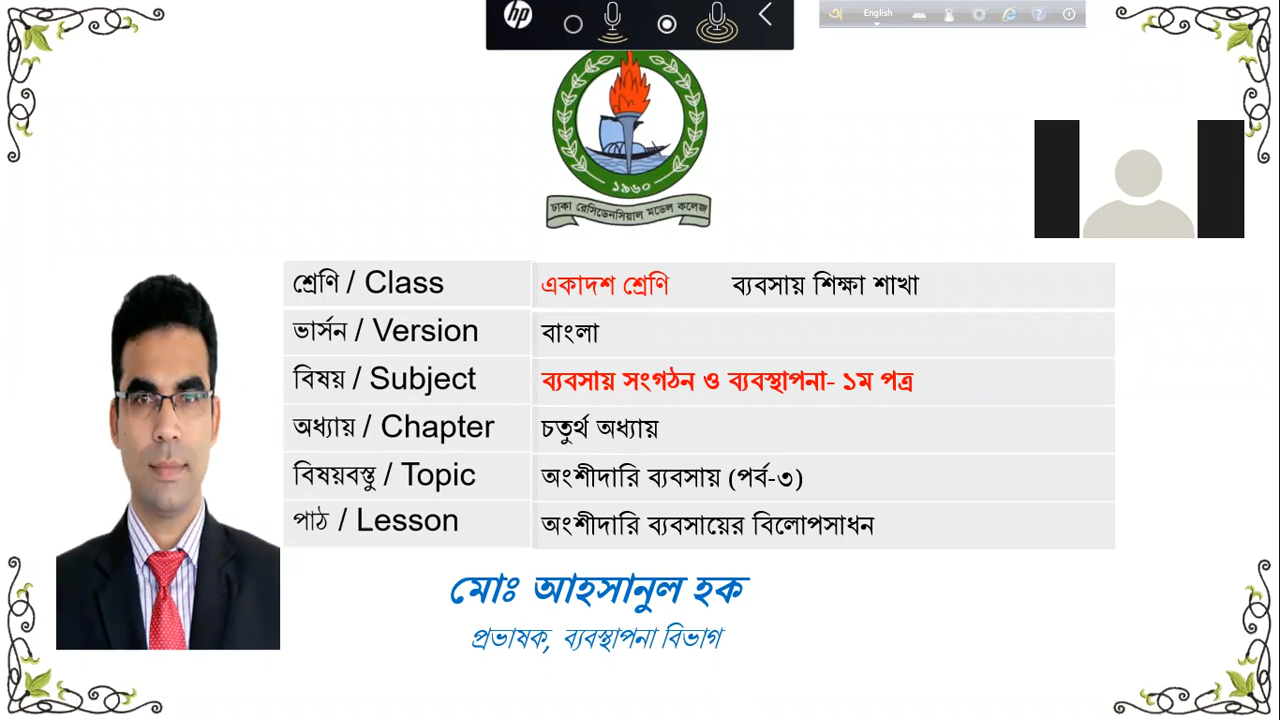 hp
English
১৯৬০
ঢাকা রেসিডেনসিয়াল মডেল কলেজ
শ্রেণি / Class একাদশ শ্রেণি ব্যবসায় শিক্ষা শাখা
ভার্সন / Version বাংলা
বিষয় / Subject ব্যবসায় সংগঠন ও ব্যবস্থাপনা- ১ম পত্র
অধ্যায় / Chapter চতুর্থ অধ্যায়
বিষয়বস্তু / Topic অংশীদারি ব্যবসায় (পর্ব-৩)
পাঠ / Lesson অংশীদারি ব্যবসায়ের বিলোপসাধন
মোঃ আহসানুল হক
প্রভাষক, ব্যবস্থাপনা বিভাগ